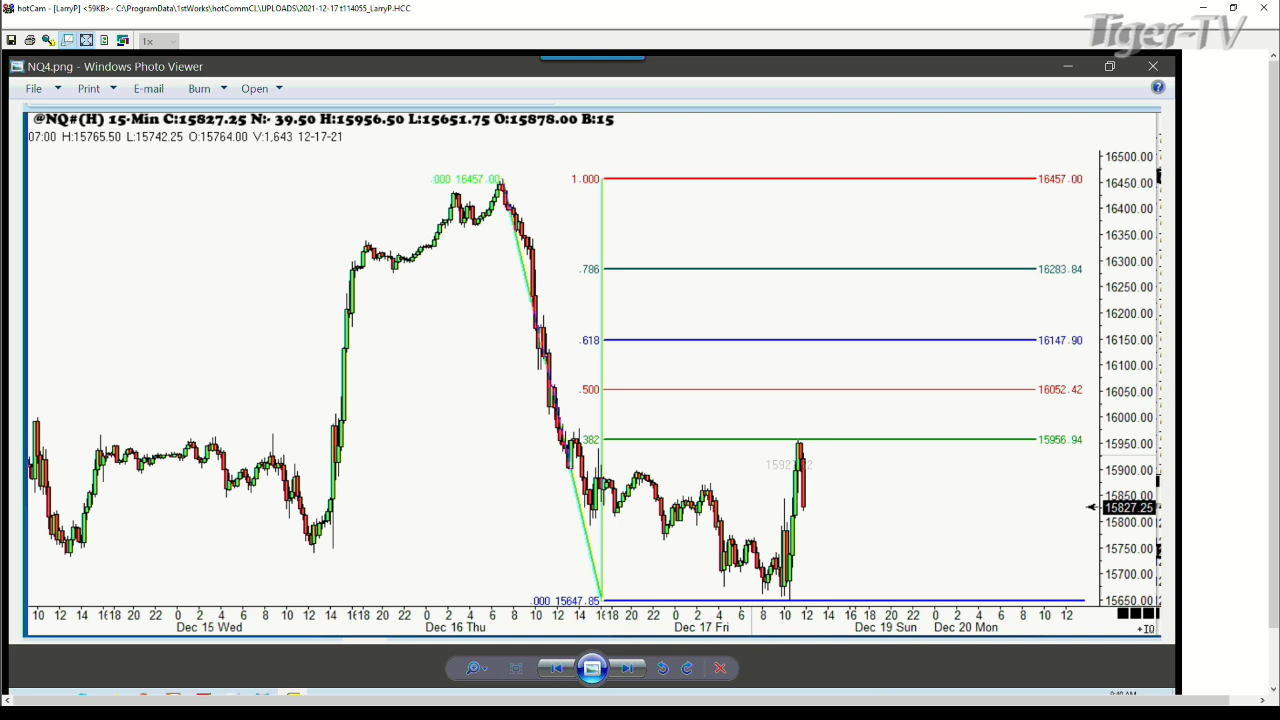 hotCam - [LarryP] <59KB>- C:\ProgramData\1stWorks\hotCommCL\UPLOADS\2021-12-17 t114055_LarryP.HCC
Tiger-TV
1x
NQ4.png - Windows Photo Viewer
File Print E-mail Burn Open
@NQ#(H) 15-Min C:15827.25 N:- 39.50 H:15956.50 L:15651.75 O:15878.00 B:15
07:00 H:15765.50 L:15742.25 O:15764.00 V:1,643 12-17-21
16500.00
.000 16457.00 1.000 16457.00
16450.00
16400.00
16350.00
16300.00
.786 16283.84
16250.00
16200.00
16150.00
.618 16147.90
16100.00
.500 16052.42
16050.00
16000.00
.382 15956.94
15950.00
15900.00
15850.00
15827.25
15800.00
15750.00
15700.00
.000 15647.85 15650.00
10 12 14 16 18 20 22 0 2 4 6 8 10 12 14 16 18 20 22 0 2 4 6 8 10 12 14 16 18 20 22 0 2 4 6 8 10 12 14 16 18 20 22 0 2 4 6 8 10 12
Dec 15 Wed Dec 16 Thu Dec 17 Fri Dec 19 Sun Dec 20 Mon
+TQ